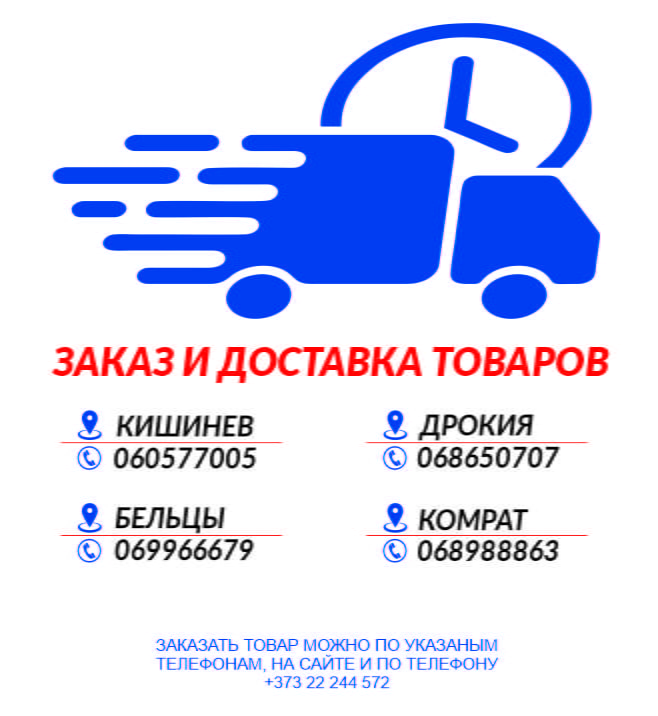 ЗАКАЗ И ДОСТАВКА ТОВАРОВ
КИШИНЕВ
060577005
ДРОКИЯ
068650707
БЕЛЬЦЫ
069966679
КОМРАТ
068988863
ЗАКАЗАТЬ ТОВАР МОЖНО ПО УКАЗАНЫМ
ТЕЛЕФОНАМ, НА САЙТЕ И ПО ТЕЛЕФОНУ
+373 22 244 572